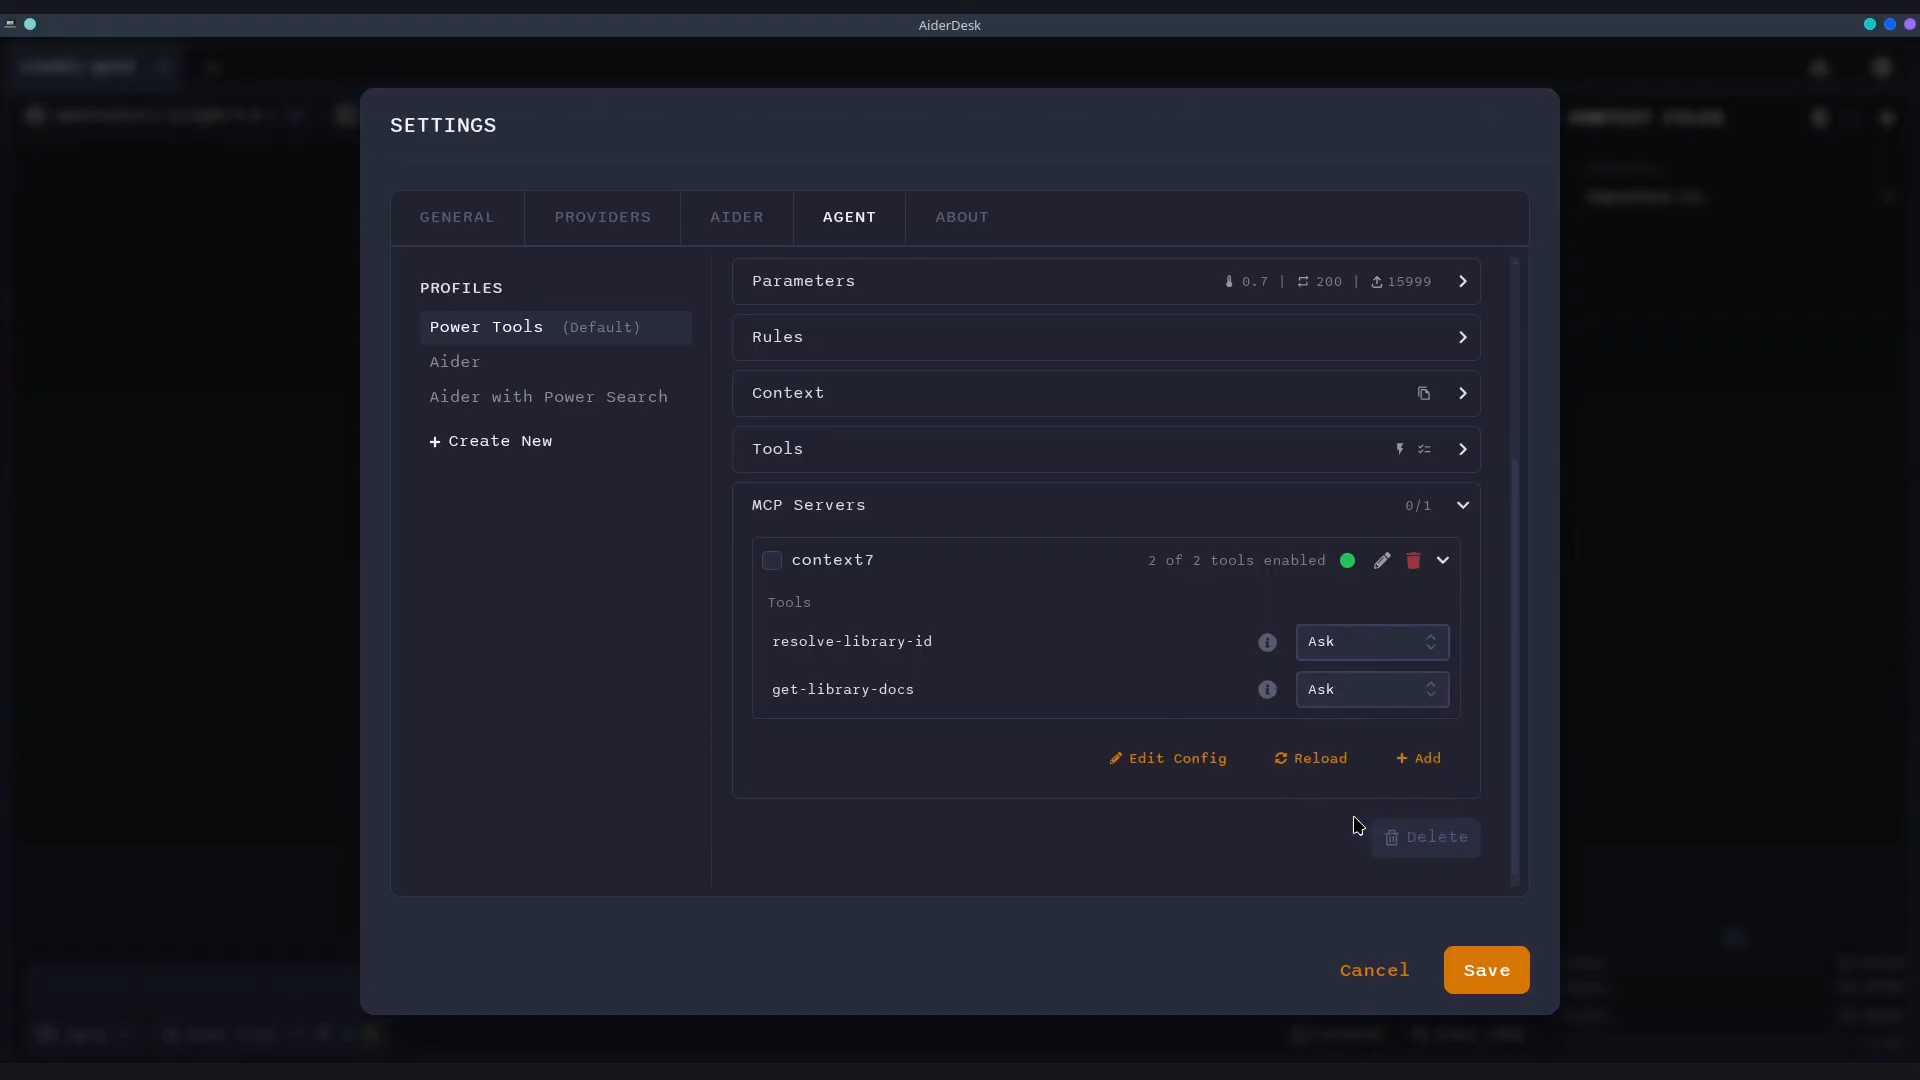 AiderDesk
SETTINGS
GENERAL PROVIDERS AIDER AGENT ABOUT
PROFILES
Power Tools (Default)
Aider
Aider with Power Search
+ Create New
Parameters 0.7 | 200 | 15999
Rules
Context
Tools
MCP Servers 0/1
context7 2 of 2 tools enabled
Tools
resolve-library-id Ask
get-library-docs Ask
Edit Config Reload + Add
Delete
Cancel Save